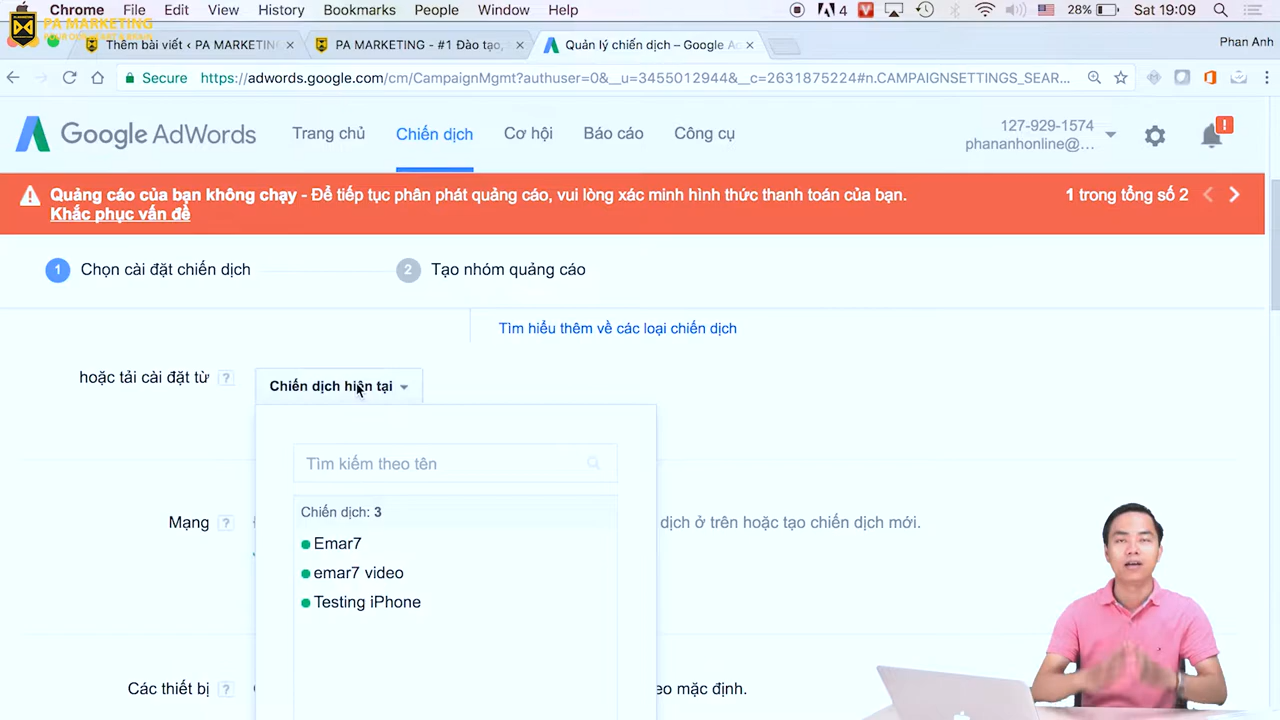 Chrome File Edit View History Bookmarks People Window Help 4 28% Sat 19:09
PA MARKETING
Thêm bài viết ‹ PA MARKETIN × PA MARKETING - #1 Đào tạo, × Quản lý chiến dịch – Google Ad × Phan Anh
Secure https://adwords.google.com/cm/CampaignMgmt?authuser=0&__u=3455012944&__c=2631875224#n.CAMPAIGNSETTINGS_SEAR...
Google AdWords Trang chủ Chiến dịch Cơ hội Báo cáo Công cụ
127-929-1574
phananhonline@...
!
Quảng cáo của bạn không chạy - Để tiếp tục phân phát quảng cáo, vui lòng xác minh hình thức thanh toán của bạn. 1 trong tổng số 2
Khắc phục vấn đề
1 Chọn cài đặt chiến dịch 2 Tạo nhóm quảng cáo
Tìm hiểu thêm về các loại chiến dịch
hoặc tải cài đặt từ ? Chiến dịch hiện tại
Tìm kiếm theo tên
Chiến dịch: 3
Mạng ? dịch ở trên hoặc tạo chiến dịch mới.
Emar7
emar7 video
Testing iPhone
Các thiết bị ? eo mặc định.